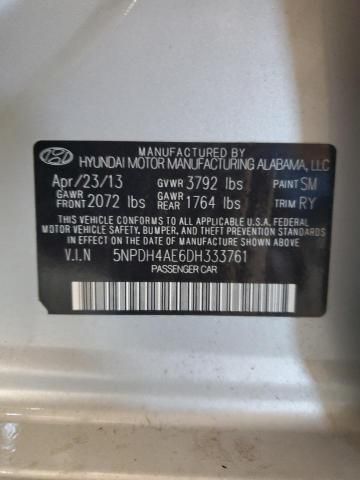 MANUFACTURED BY
HYUNDAI MOTOR MANUFACTURING ALABAMA, LLC
Apr/23/13 GVWR 3792 lbs PAINT SM
GAWR FRONT 2072 lbs GAWR REAR 1764 lbs TRIM RY
THIS VEHICLE CONFORMS TO ALL APPLICABLE U.S.A. FEDERAL
MOTOR VEHICLE SAFETY, BUMPER, AND THEFT PREVENTION STANDARDS
IN EFFECT ON THE DATE OF MANUFACTURE SHOWN ABOVE.
V.I.N 5NPDH4AE6DH333761
PASSENGER CAR